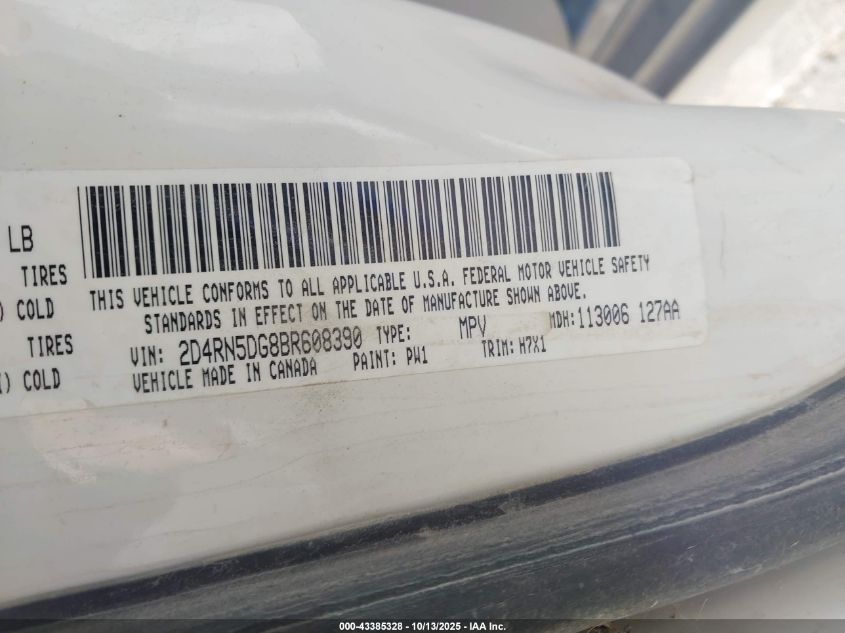 LB
TIRES
) COLD
TIRES
I) COLD
THIS VEHICLE CONFORMS TO ALL APPLICABLE U.S.A. FEDERAL MOTOR VEHICLE SAFETY
STANDARDS IN EFFECT ON THE DATE OF MANUFACTURE SHOWN ABOVE.
VIN: 2D4RN5DG8BR608390 TYPE: MPV MDH:113006 127AA
VEHICLE MADE IN CANADA PAINT: PW1 TRIM: H7X1
000-43385328 | 10/13/2025 - IAA Inc.